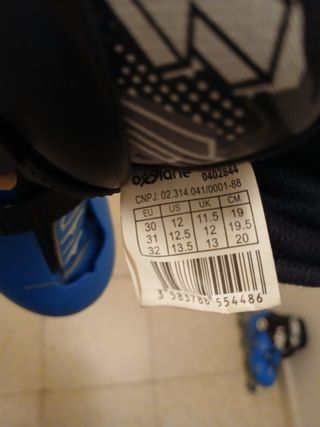 oxylane
0402844
CNPJ: 02.314.041/0001-88
EU US UK CM
30 12 11.5 19
31 12.5 12 19.5
32 13.5 13 20
3 583788 554486